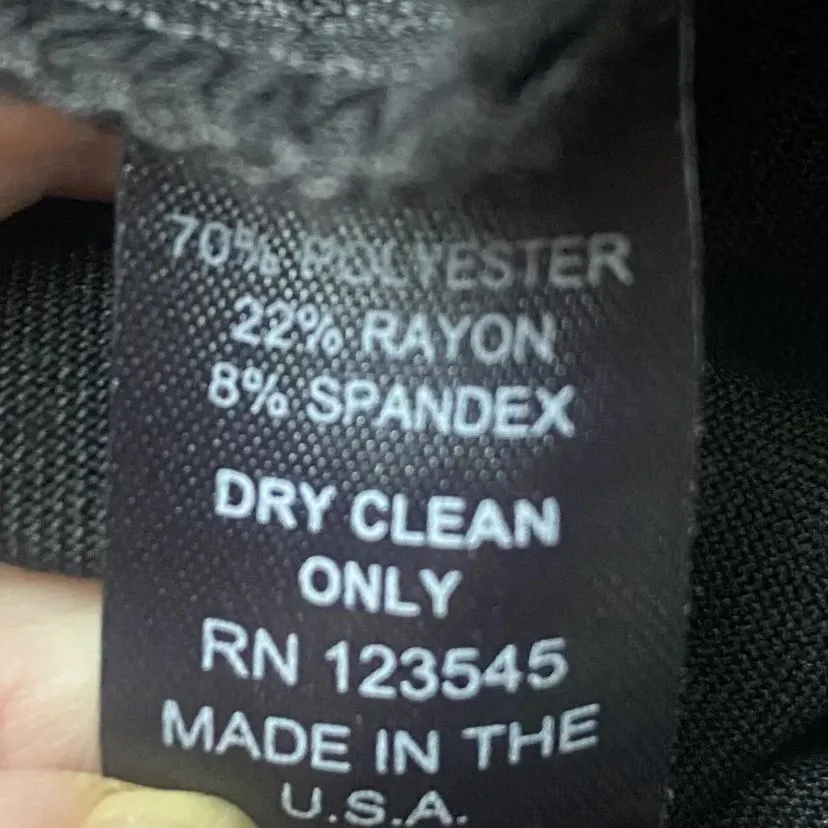 70% POLYESTER
22% RAYON
8% SPANDEX
DRY CLEAN
ONLY
RN 123545
MADE IN THE
U.S.A.